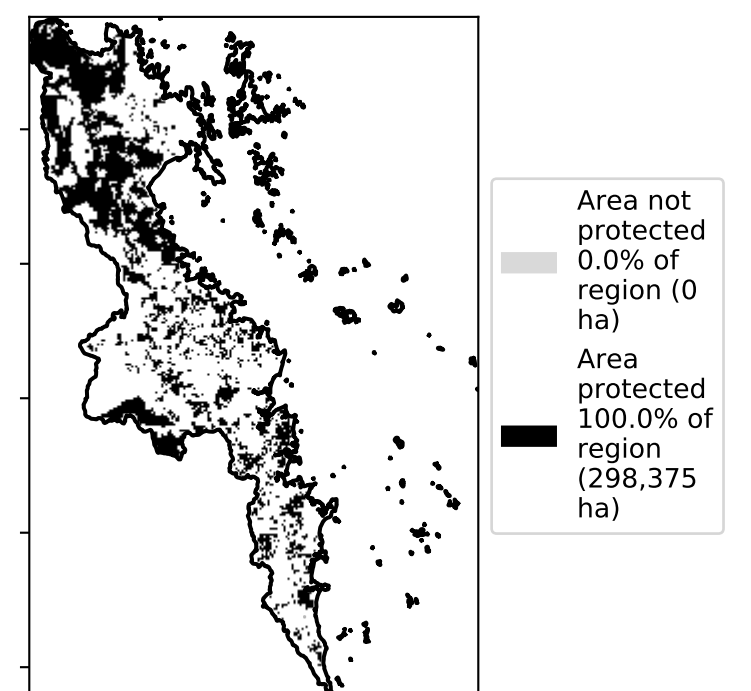 Area not
protected
0.0% of
region (0
ha)
Area
protected
100.0% of
region
(298,375
ha)